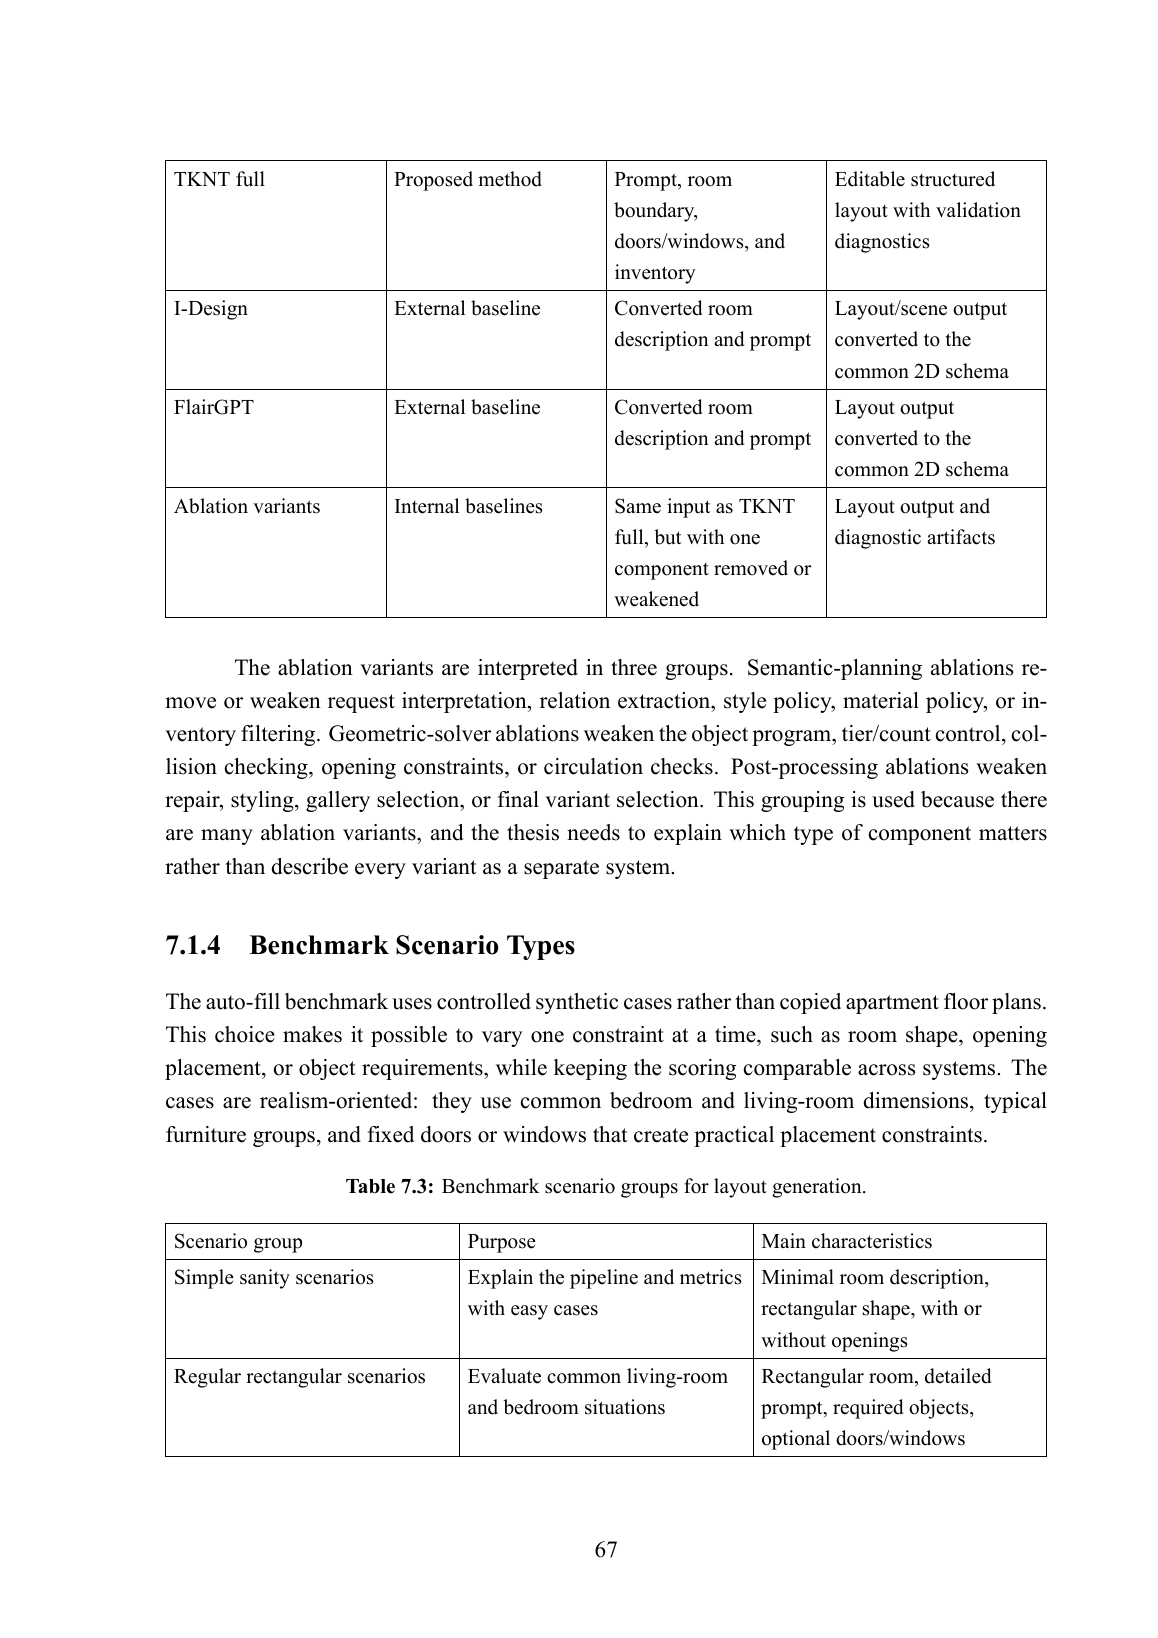 TKNT full
Proposed method
Prompt, room
boundary,
doors/windows, and
inventory
Editable structured
layout with validation
diagnostics
I-Design
External baseline
Converted room
description and prompt
Layout/scene output
converted to the
common 2D schema
FlairGPT
External baseline
Converted room
description and prompt
Layout output
converted to the
common 2D schema
Ablation variants
Internal baselines
Same input as TKNT
full, but with one
component removed or
weakened
Layout output and
diagnostic artifacts
The ablation variants are interpreted in three groups. Semantic-planning ablations re-
move or weaken request interpretation, relation extraction, style policy, material policy, or in-
ventory filtering. Geometric-solver ablations weaken the object program, tier/count control, col-
lision checking, opening constraints, or circulation checks. Post-processing ablations weaken
repair, styling, gallery selection, or final variant selection. This grouping is used because there
are many ablation variants, and the thesis needs to explain which type of component matters
rather than describe every variant as a separate system.
7.1.4 Benchmark Scenario Types
The auto-fill benchmark uses controlled synthetic cases rather than copied apartment floor plans.
This choice makes it possible to vary one constraint at a time, such as room shape, opening
placement, or object requirements, while keeping the scoring comparable across systems. The
cases are realism-oriented: they use common bedroom and living-room dimensions, typical
furniture groups, and fixed doors or windows that create practical placement constraints.
Table 7.3: Benchmark scenario groups for layout generation.
Scenario group
Purpose
Main characteristics
Simple sanity scenarios
Explain the pipeline and metrics
with easy cases
Minimal room description,
rectangular shape, with or
without openings
Regular rectangular scenarios
Evaluate common living-room
and bedroom situations
Rectangular room, detailed
prompt, required objects,
optional doors/windows
67